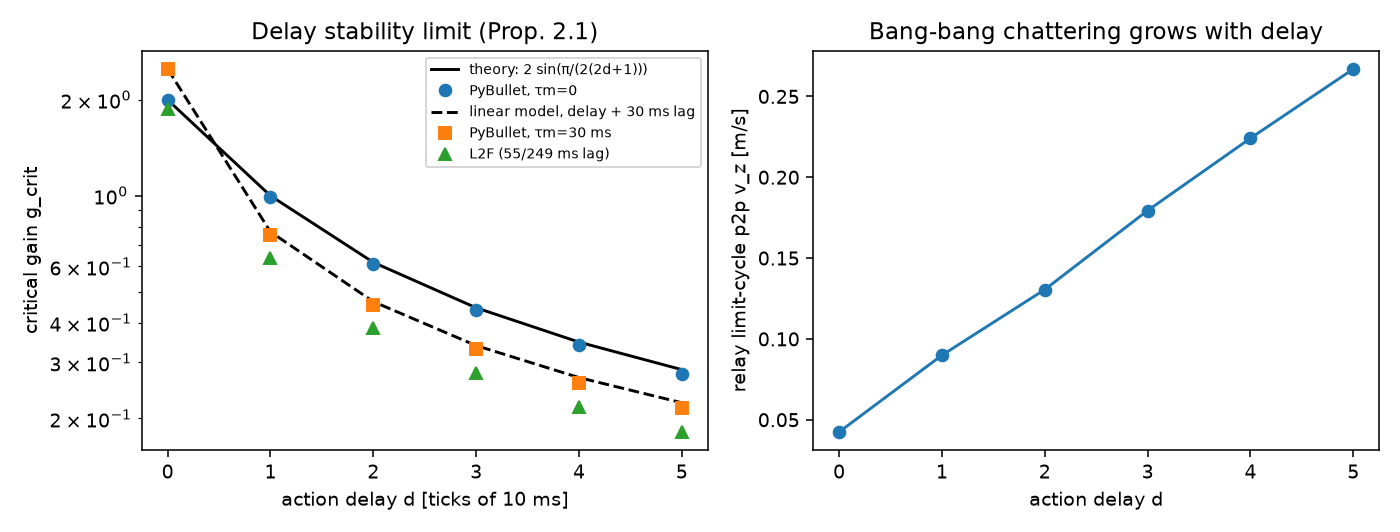 Delay stability limit (Prop. 2.1)
theory: 2 sin(π/(2(2d+1)))
PyBullet, τm=0
linear model, delay + 30 ms lag
PyBullet, τm=30 ms
L2F (55/249 ms lag)
critical gain g_crit
2 × 10⁰
10⁰
6 × 10⁻¹
4 × 10⁻¹
3 × 10⁻¹
2 × 10⁻¹
0 1 2 3 4 5
action delay d [ticks of 10 ms]
Bang-bang chattering grows with delay
relay limit-cycle p2p v_z [m/s]
0.25
0.20
0.15
0.10
0.05
0 1 2 3 4 5
action delay d